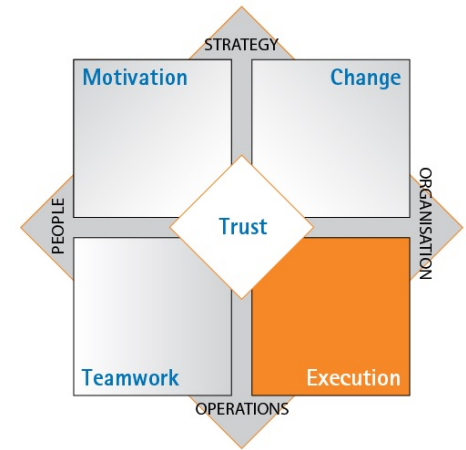 STRATEGY
Motivation
Change
PEOPLE
Trust
ORGANISATION
Teamwork
Execution
OPERATIONS